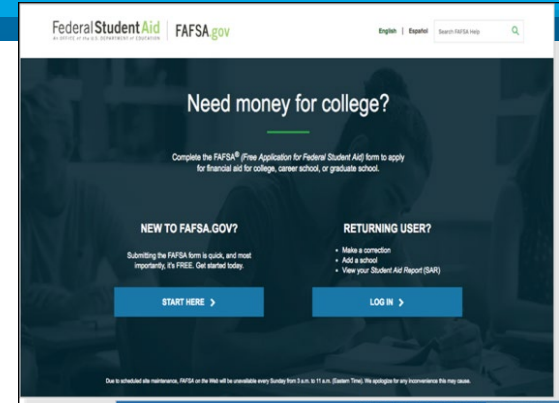 Federal Student Aid
FAFSA.gov
English | Español
Search FAFSA Help
An OFFICE of the U.S. DEPARTMENT of EDUCATION
Need money for college?
Complete the FAFSA® (Free Application for Federal Student Aid) form to apply
for financial aid for college, career school, or graduate school.
NEW TO FAFSA.GOV?
Submitting the FAFSA form is quick, and most
importantly, it's FREE. Get started today.
START HERE >
RETURNING USER?
• Make a correction
• Add a school
• View your Student Aid Report (SAR)
LOG IN >
Due to scheduled site maintenance, FAFSA on the Web will be unavailable every Sunday from 3 a.m. to 11 a.m. (Eastern Time). We apologize for any inconvenience this may cause.